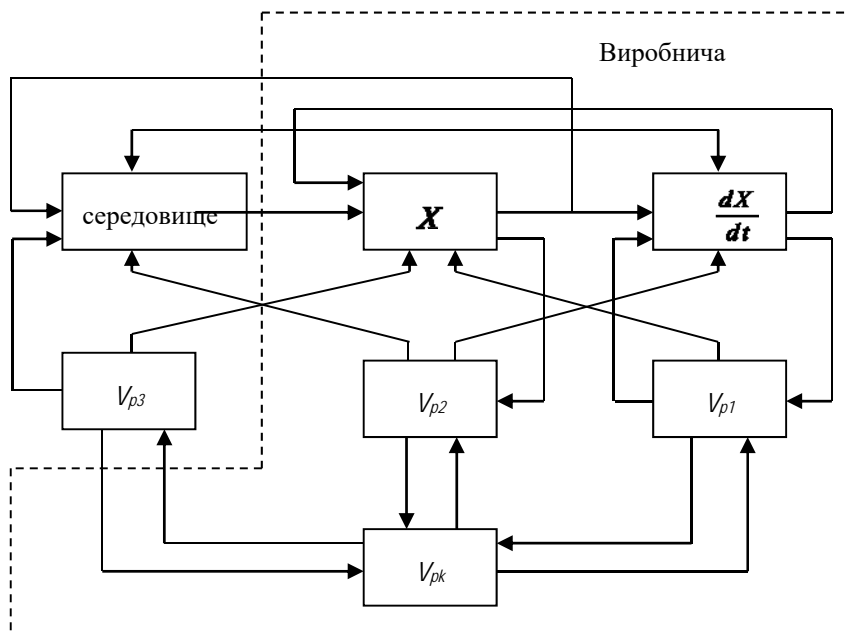 Виробнича
середовище
X
dX
dt
Vp3
Vp2
Vp1
Vpk